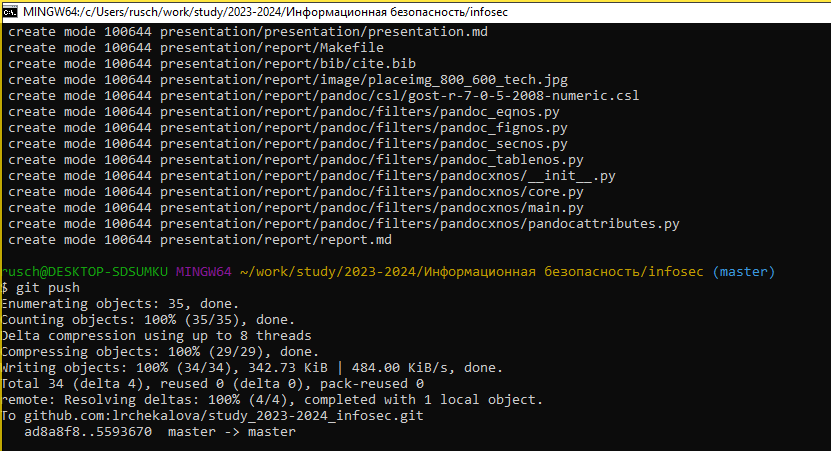 MINGW64:/c/Users/rusch/work/study/2023-2024/Информационная безопасность/infosec
create mode 100644 presentation/presentation/presentation.md
create mode 100644 presentation/report/Makefile
create mode 100644 presentation/report/bib/cite.bib
create mode 100644 presentation/report/image/placeimg_800_600_tech.jpg
create mode 100644 presentation/report/pandoc/csl/gost-r-7-0-5-2008-numeric.csl
create mode 100644 presentation/report/pandoc/filters/pandoc_eqnos.py
create mode 100644 presentation/report/pandoc/filters/pandoc_fignos.py
create mode 100644 presentation/report/pandoc/filters/pandoc_secnos.py
create mode 100644 presentation/report/pandoc/filters/pandoc_tablenos.py
create mode 100644 presentation/report/pandoc/filters/pandocxnos/__init__.py
create mode 100644 presentation/report/pandoc/filters/pandocxnos/core.py
create mode 100644 presentation/report/pandoc/filters/pandocxnos/main.py
create mode 100644 presentation/report/pandoc/filters/pandocxnos/pandocattributes.py
create mode 100644 presentation/report/report.md
rusch@DESKTOP-SDSUMKU MINGW64 ~/work/study/2023-2024/Информационная безопасность/infosec (master)
$ git push
Enumerating objects: 35, done.
Counting objects: 100% (35/35), done.
Delta compression using up to 8 threads
Compressing objects: 100% (29/29), done.
Writing objects: 100% (34/34), 342.73 KiB | 484.00 KiB/s, done.
Total 34 (delta 4), reused 0 (delta 0), pack-reused 0
remote: Resolving deltas: 100% (4/4), completed with 1 local object.
To github.com:lrchekalova/study_2023-2024_infosec.git
ad8a8f8..5593670 master -> master